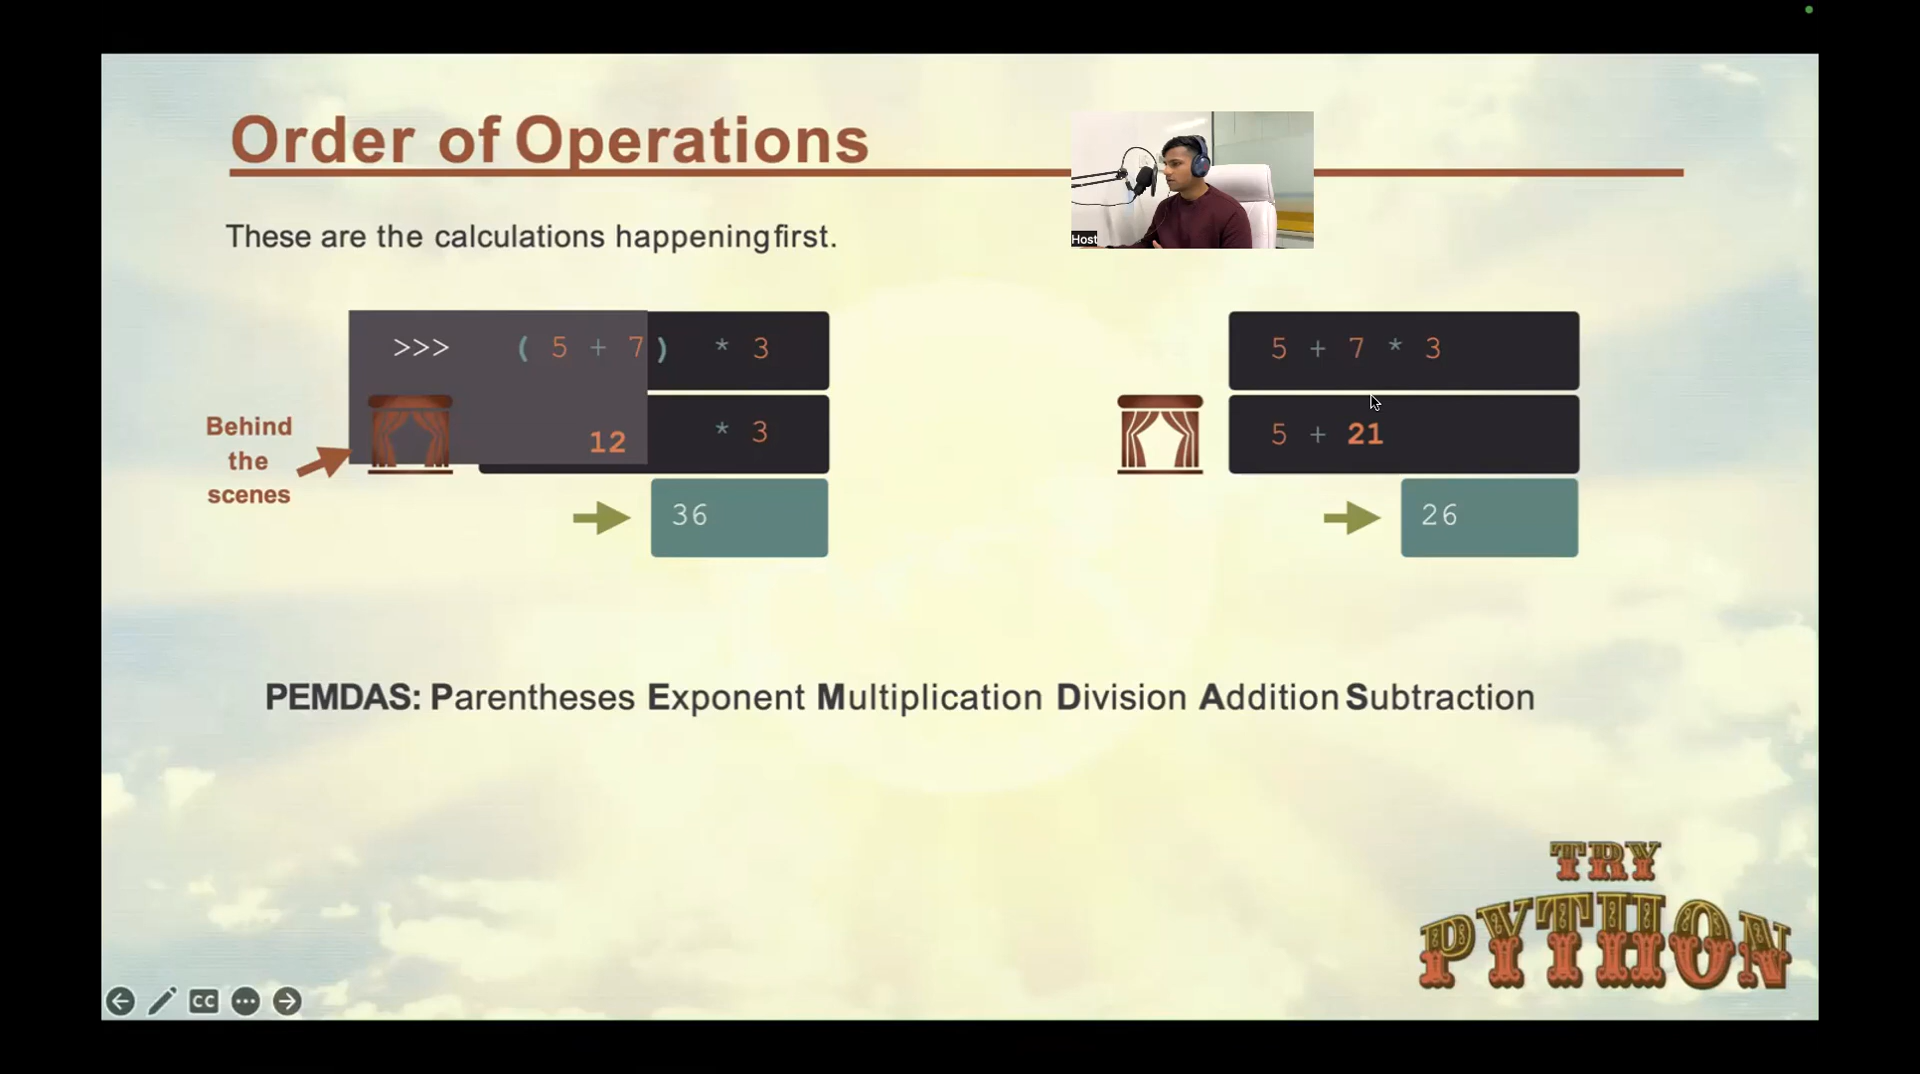 Order of Operations
Host
These are the calculations happening first.
>>> ( 5 + 7 ) * 3
Behind
the
scenes
12 * 3
36
5 + 7 * 3
5 + 21
26
PEMDAS: Parentheses Exponent Multiplication Division Addition Subtraction
TRY
PYTHON
CC